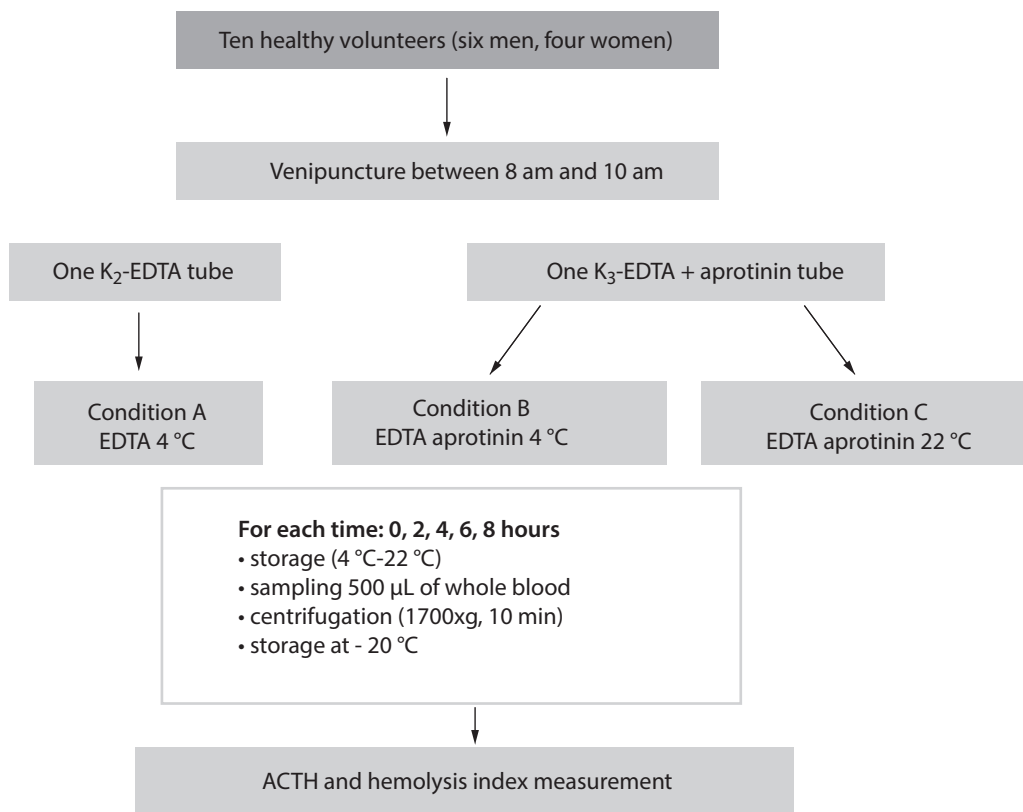 Ten healthy volunteers (six men, four women)
Venipuncture between 8 am and 10 am
One K₂-EDTA tube
One K₃-EDTA + aprotinin tube
Condition A
EDTA 4 °C
Condition B
EDTA aprotinin 4 °C
Condition C
EDTA aprotinin 22 °C
For each time: 0, 2, 4, 6, 8 hours
• storage (4 °C-22 °C)
• sampling 500 µL of whole blood
• centrifugation (1700xg, 10 min)
• storage at - 20 °C
ACTH and hemolysis index measurement